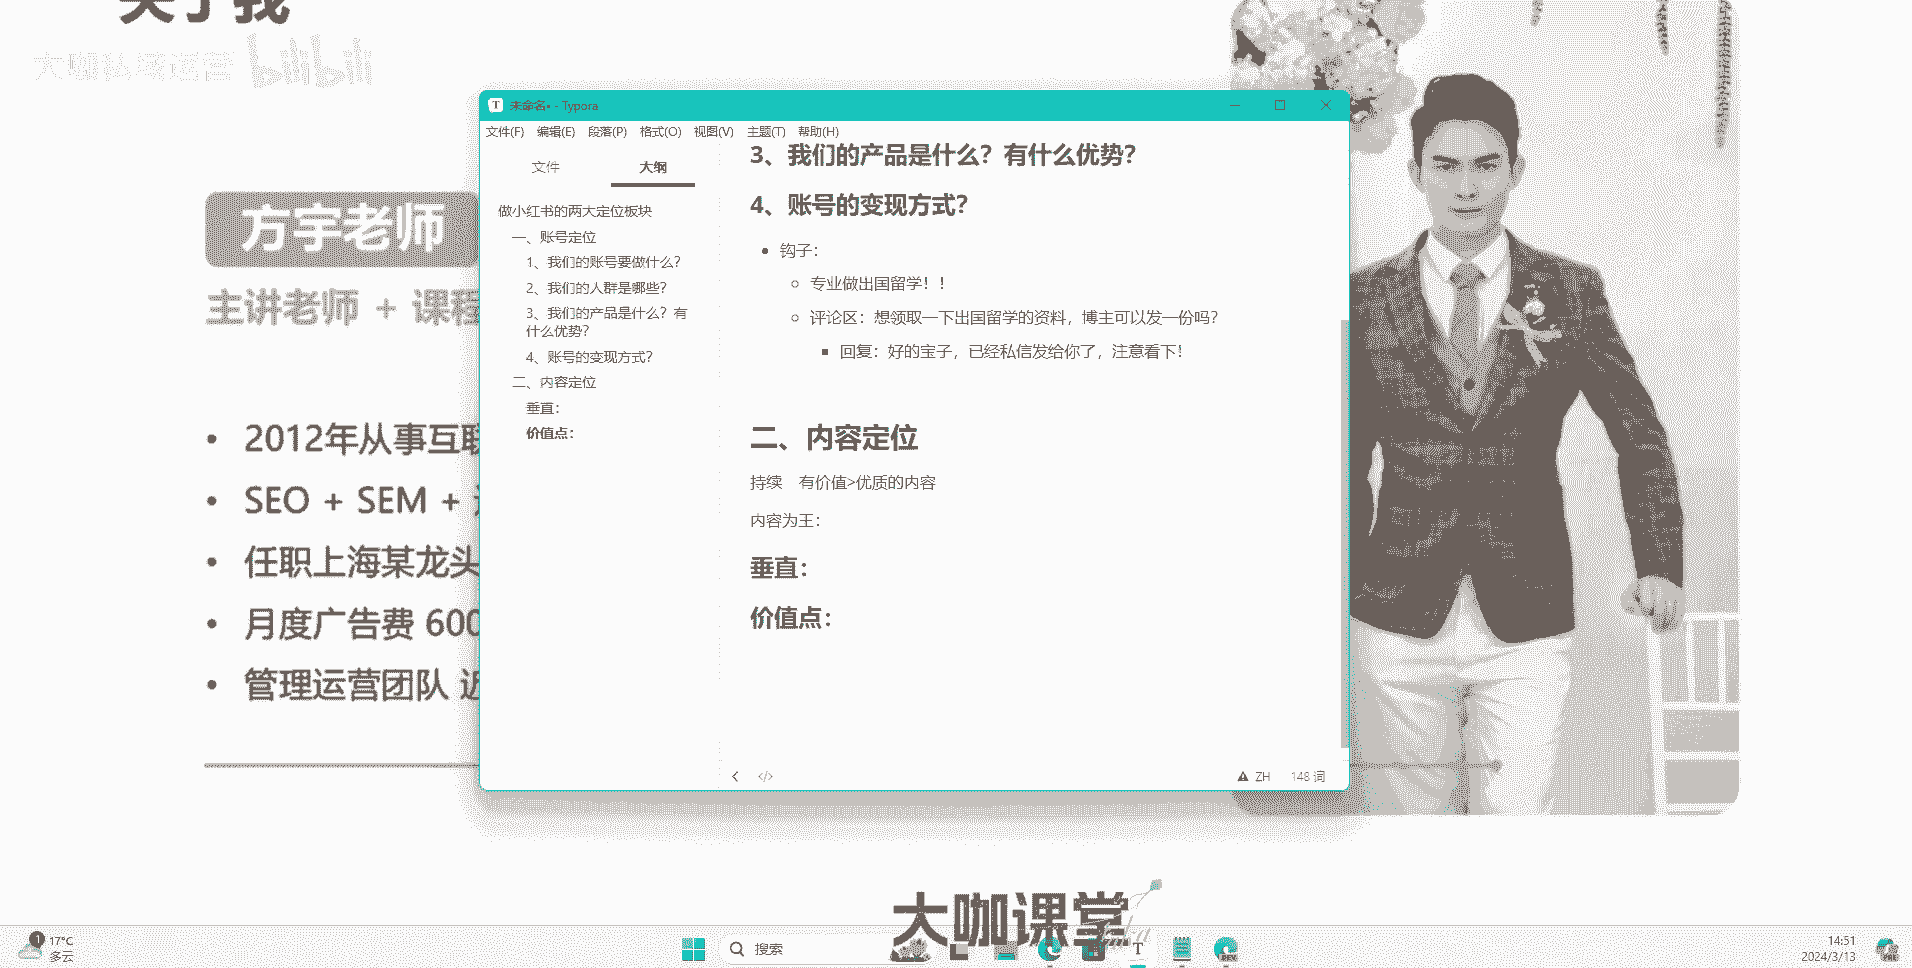 关于我
大咖私域运营 bilibili
方宇老师
主讲老师 + 课程
2012年从事互联
SEO + SEM +
任职上海某龙头
月度广告费 600
管理运营团队 近
未命名• - Typora
文件(F) 编辑(E) 段落(P) 格式(O) 视图(V) 主题(T) 帮助(H)
文件 大纲
做小红书的两大定位板块
一、账号定位
1、我们的账号要做什么？
2、我们的人群是哪些？
3、我们的产品是什么？有
什么优势？
4、账号的变现方式？
二、内容定位
垂直：
价值点：
3、我们的产品是什么？有什么优势？
4、账号的变现方式？
钩子：
专业做出国留学！！
评论区：想领取一下出国留学的资料，博主可以发一份吗？
回复：好的宝子，已经私信发给你了，注意看下！
二、内容定位
持续 有价值>优质的内容
内容为王：
垂直：
价值点：
ZH 148 词
大咖课堂
1 17°C
多云
搜索
14:51
2024/3/13